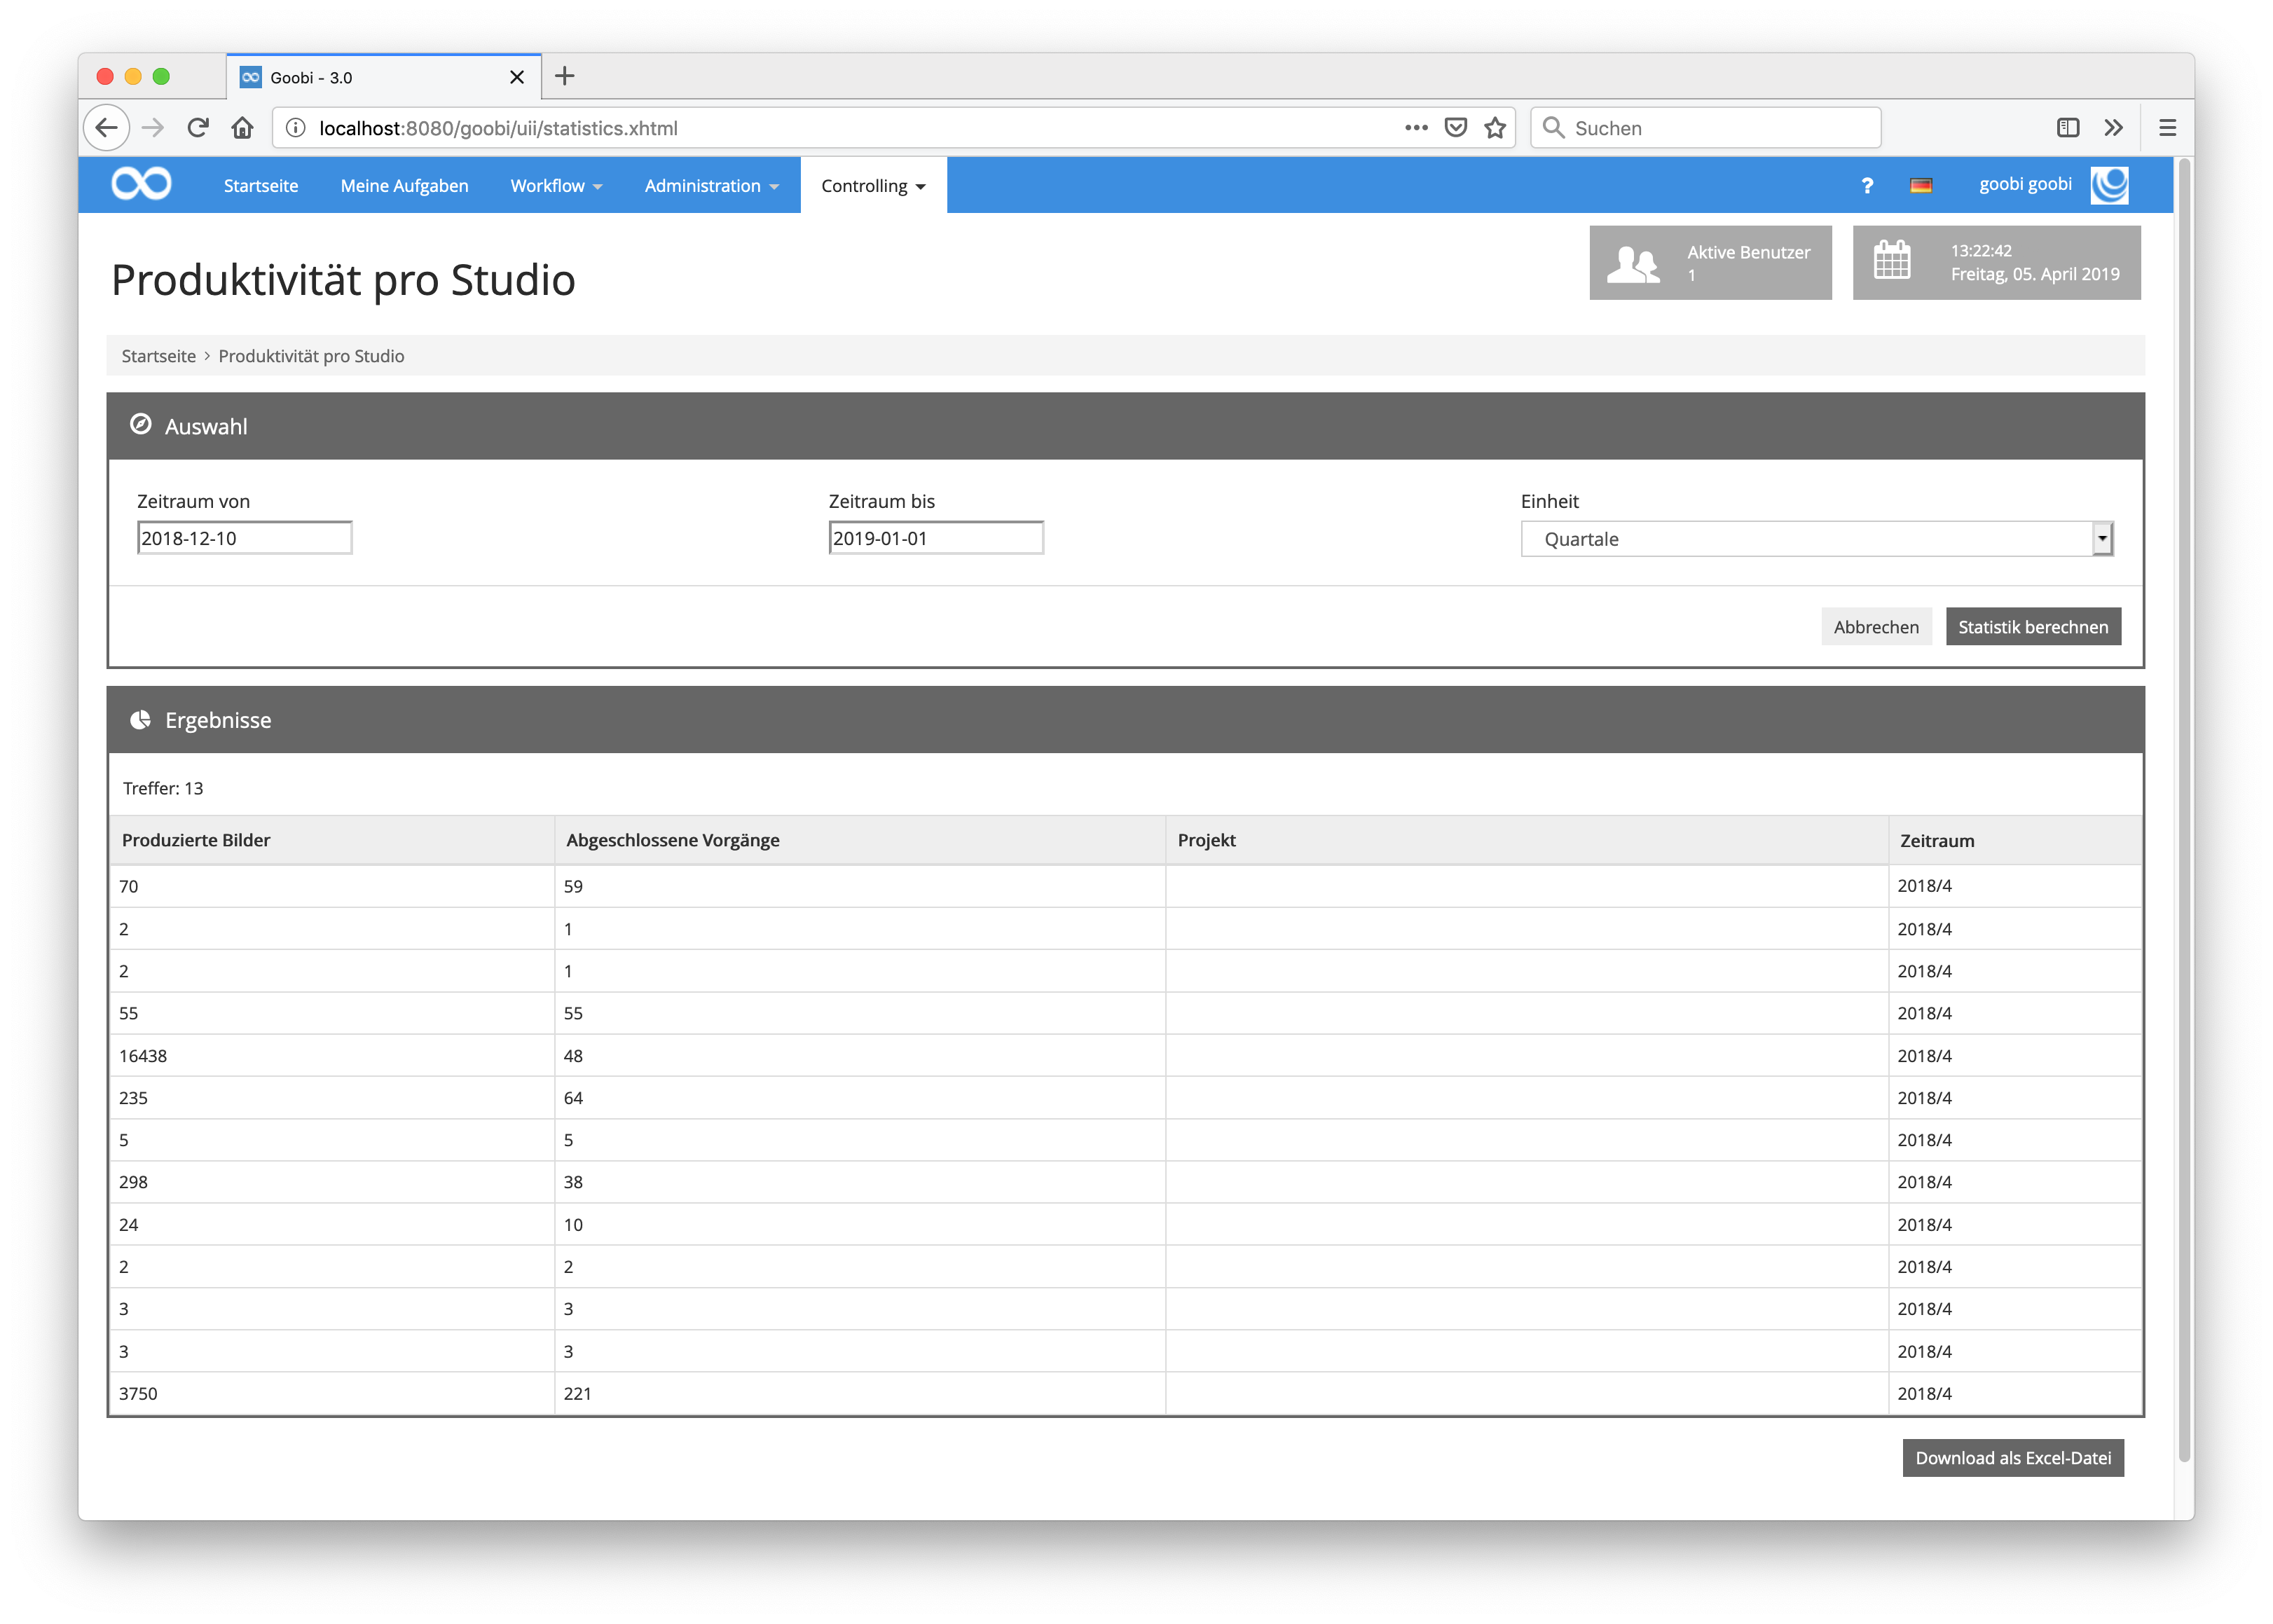 Goobi - 3.0
localhost:8080/goobi/uii/statistics.xhtml
Suchen
Startseite Meine Aufgaben Workflow Administration Controlling ? goobi goobi
Produktivität pro Studio
Aktive Benutzer
1
13:22:42
Freitag, 05. April 2019
Startseite > Produktivität pro Studio
Auswahl
Zeitraum von Zeitraum bis Einheit
2018-12-10 2019-01-01 Quartale
Abbrechen Statistik berechnen
Ergebnisse
Treffer: 13
Produzierte Bilder Abgeschlossene Vorgänge Projekt Zeitraum
70 59 2018/4
2 1 2018/4
2 1 2018/4
55 55 2018/4
16438 48 2018/4
235 64 2018/4
5 5 2018/4
298 38 2018/4
24 10 2018/4
2 2 2018/4
3 3 2018/4
3 3 2018/4
3750 221 2018/4
Download als Excel-Datei